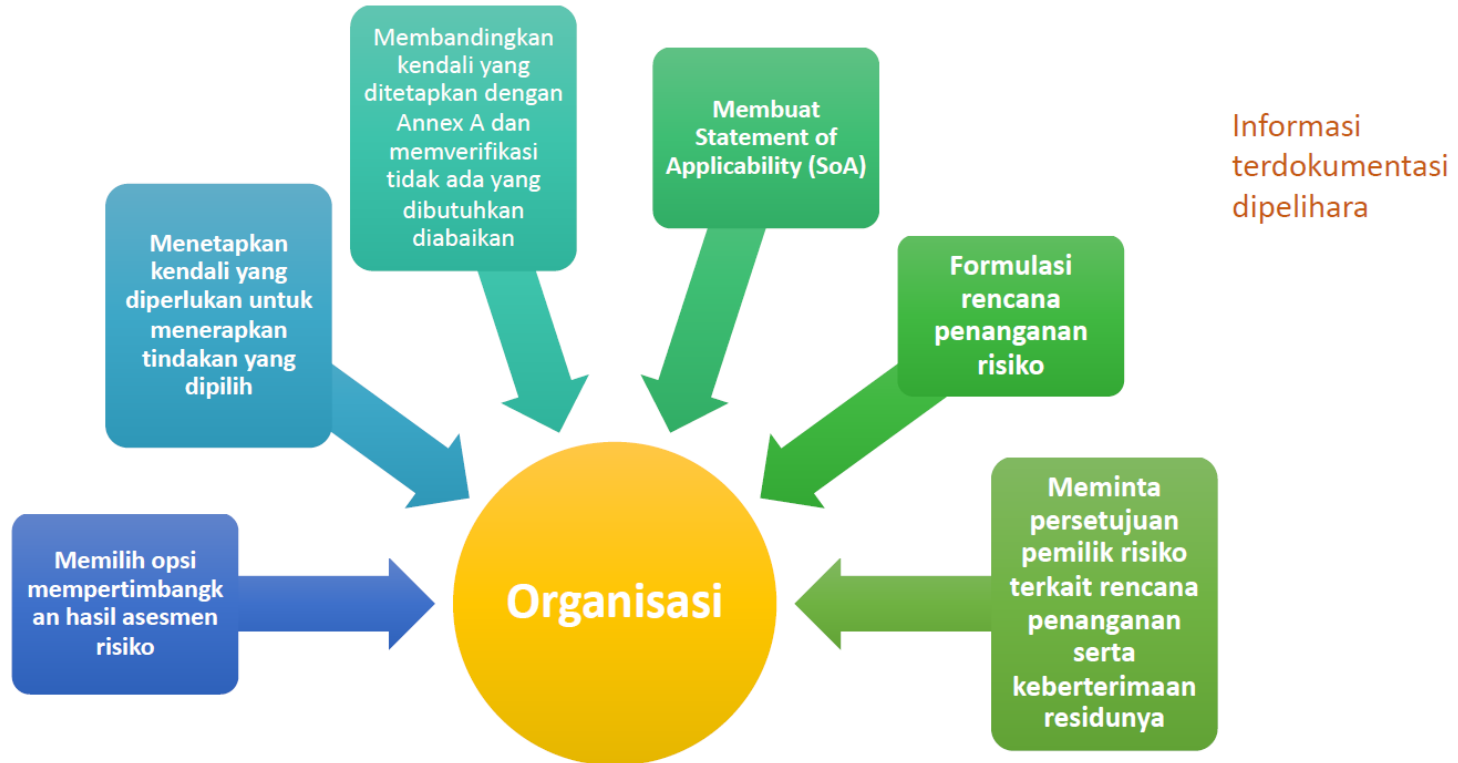 Memilih opsi
mempertimbangk
an hasil asesmen
risiko
Menetapkan
kendali yang
diperlukan untuk
menerapkan
tindakan yang
dipilih
Membandingkan
kendali yang
ditetapkan dengan
Annex A dan
memverifikasi
tidak ada yang
dibutuhkan
diabaikan
Membuat
Statement of
Applicability (SoA)
Formulasi
rencana
penanganan
risiko
Meminta
persetujuan
pemilik risiko
terkait rencana
penanganan
serta
keberterimaan
residunya
Organisasi
Informasi
terdokumentasi
dipelihara